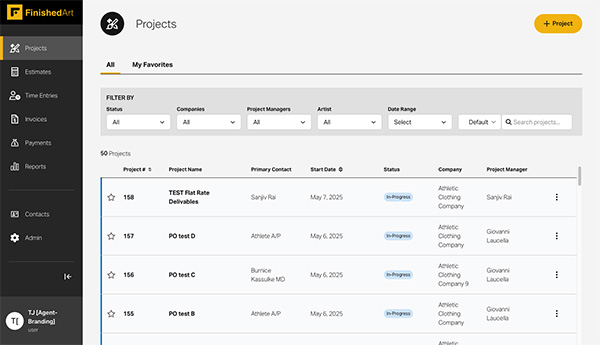 FinishedArt
Projects
+ Project
Projects
Estimates
Time Entries
Invoices
Payments
Reports
Contacts
Admin
T[
TJ [Agent-
Branding]
user
All
My Favorites
FILTER BY
Status
Companies
Project Managers
Artist
Date Range
All
All
All
All
Select
Default
Search projects...
50 Projects
Project #
Project Name
Primary Contact
Start Date
Status
Company
Project Manager
158
TEST Flat Rate
Delivables
Sanjiv Rai
May 7, 2025
In-Progress
Athletic
Clothing
Company
Sanjiv Rai
157
PO test D
Athlete A/P
May 6, 2025
In-Progress
Athletic
Clothing
Company
Giovanni
Laucella
156
PO test C
Burnice
Kassulke MD
May 6, 2025
In-Progress
Athletic
Clothing
Company 9
Giovanni
Laucella
155
PO test B
Athlete A/P
May 6, 2025
In-Progress
Athletic
Clothing
Company
Giovanni
Laucella